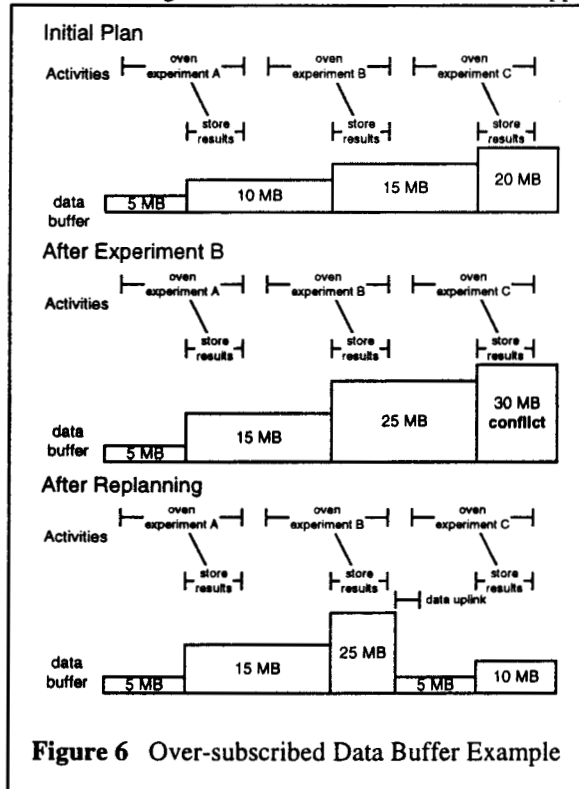 Initial Plan
Activities
oven
experiment A
oven
experiment B
oven
experiment C
store
results
store
results
store
results
data
buffer
5 MB
10 MB
15 MB
20 MB
After Experiment B
Activities
oven
experiment A
oven
experiment B
oven
experiment C
store
results
store
results
store
results
data
buffer
5 MB
15 MB
25 MB
30 MB
conflict
After Replanning
Activities
oven
experiment A
oven
experiment B
oven
experiment C
store
results
store
results
store
results
data uplink
data
buffer
5 MB
15 MB
25 MB
5 MB
10 MB
Figure 6 Over-subscribed Data Buffer Example